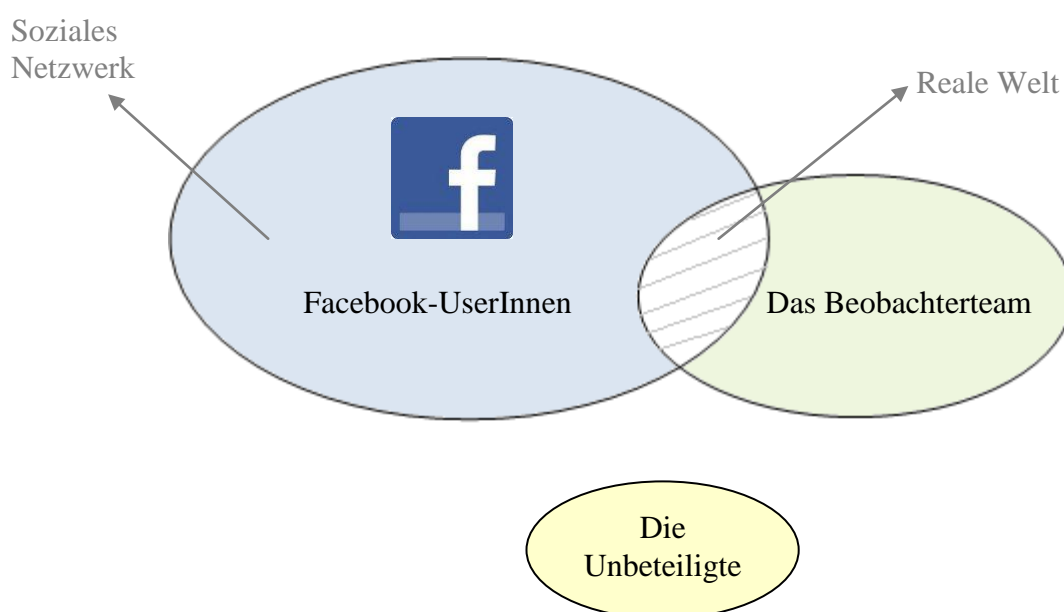 Soziales
Netzwerk
Reale Welt
f
Facebook-UserInnen
Das Beobachterteam
Die
Unbeteiligte